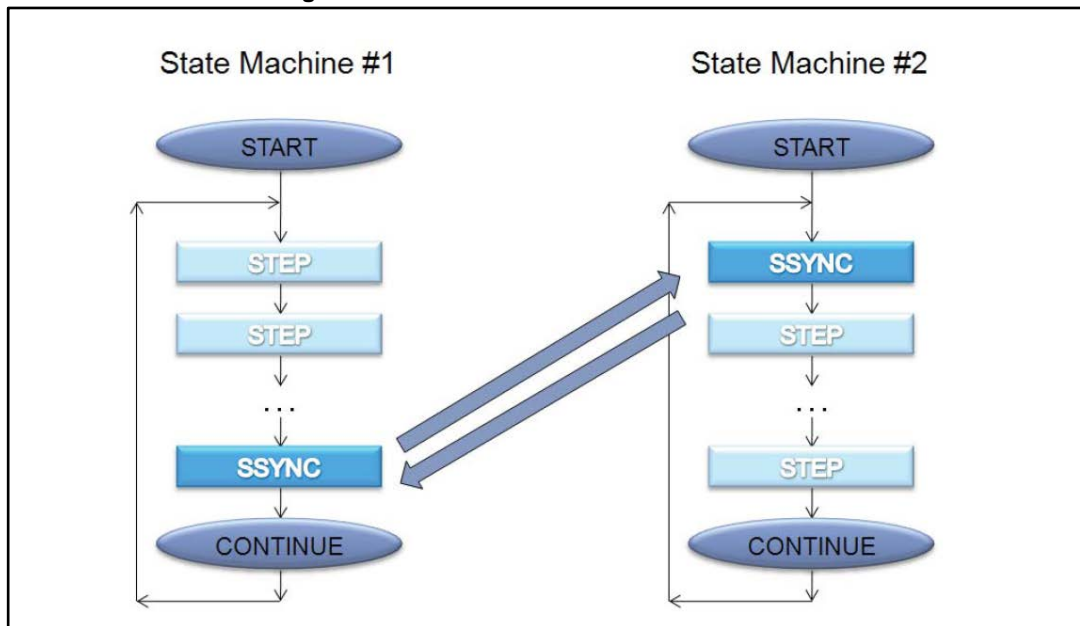 State Machine #1
START
STEP
STEP
...
SSYNC
CONTINUE
State Machine #2
START
SSYNC
STEP
...
STEP
CONTINUE